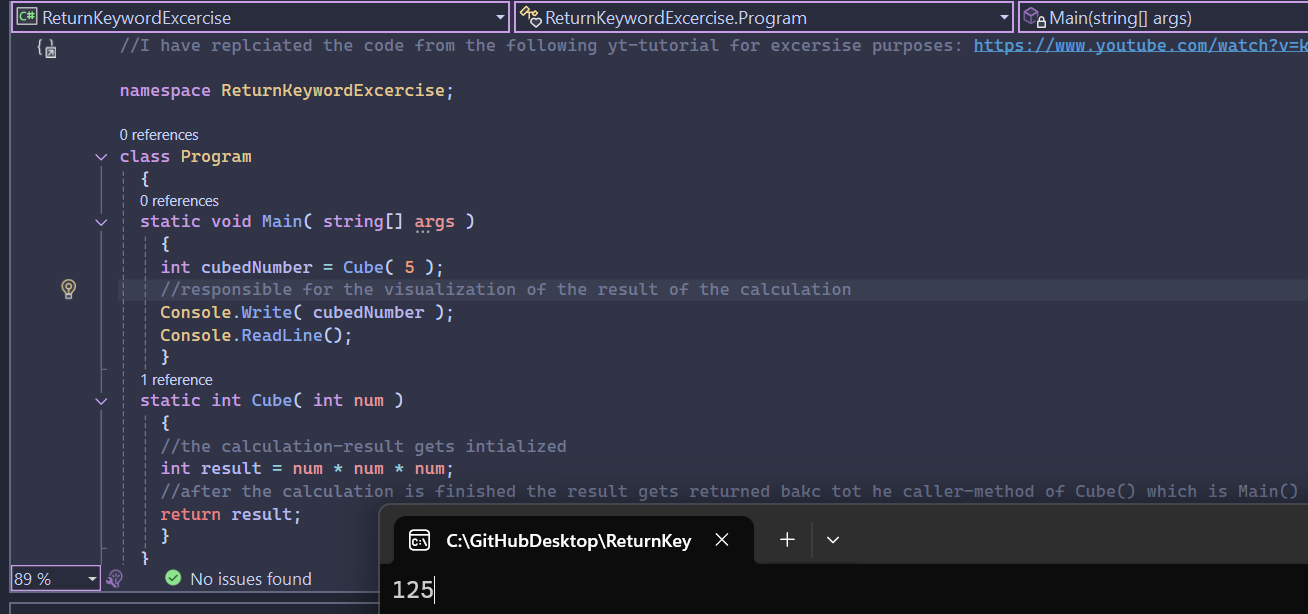 C# ReturnKeywordExcercise ReturnKeywordExcercise.Program Main(string[] args)
//I have replciated the code from the following yt-tutorial for excersise purposes: https://www.youtube.com/watch?v=k
namespace ReturnKeywordExcercise;
0 references
class Program
{
0 references
static void Main( string[] args )
{
int cubedNumber = Cube( 5 );
//responsible for the visualization of the result of the calculation
Console.Write( cubedNumber );
Console.ReadLine();
}
1 reference
static int Cube( int num )
{
//the calculation-result gets intialized
int result = num * num * num;
//after the calculation is finished the result gets returned bakc tot he caller-method of Cube() which is Main()
return result;
}
}
89 % No issues found
C:\GitHubDesktop\ReturnKey
125